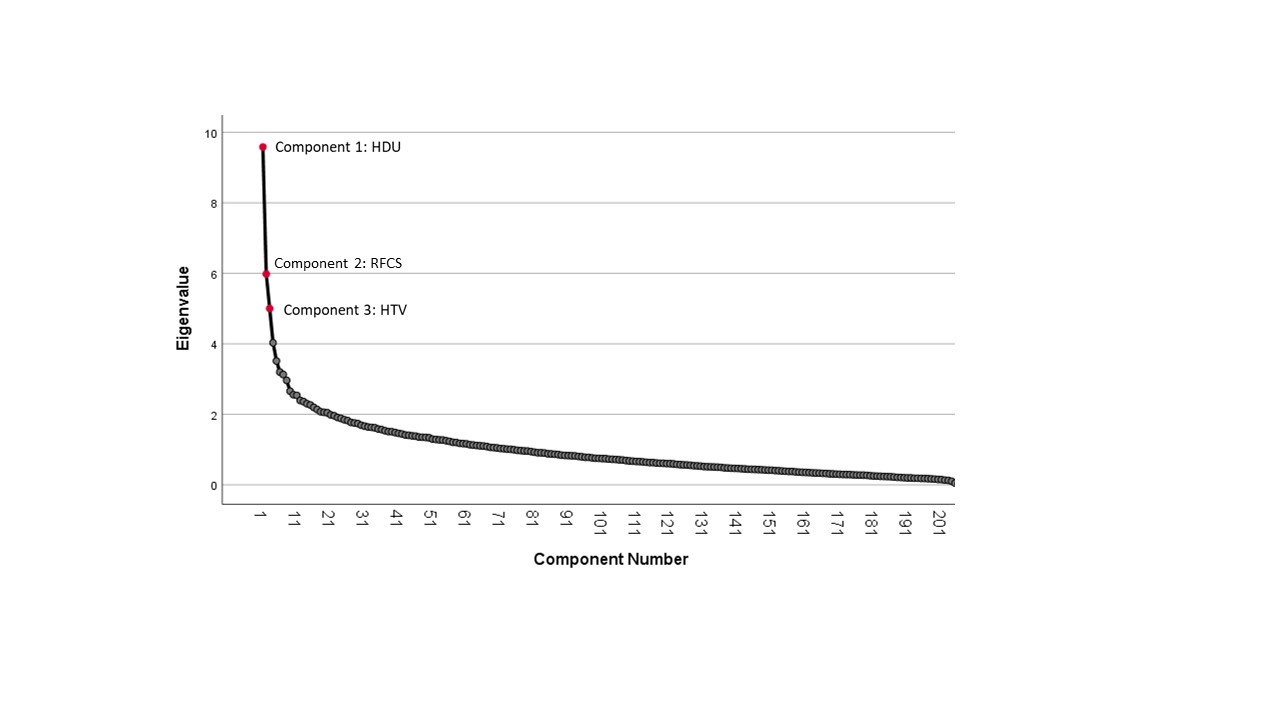 10
Component 1: HDU
8
Component 2: RFCS
6
Component 3: HTV
4
2
0
Eigenvalue
1 11 21 31 41 51 61 71 81 91 101 111 121 131 141 151 161 171 181 191 201
Component Number